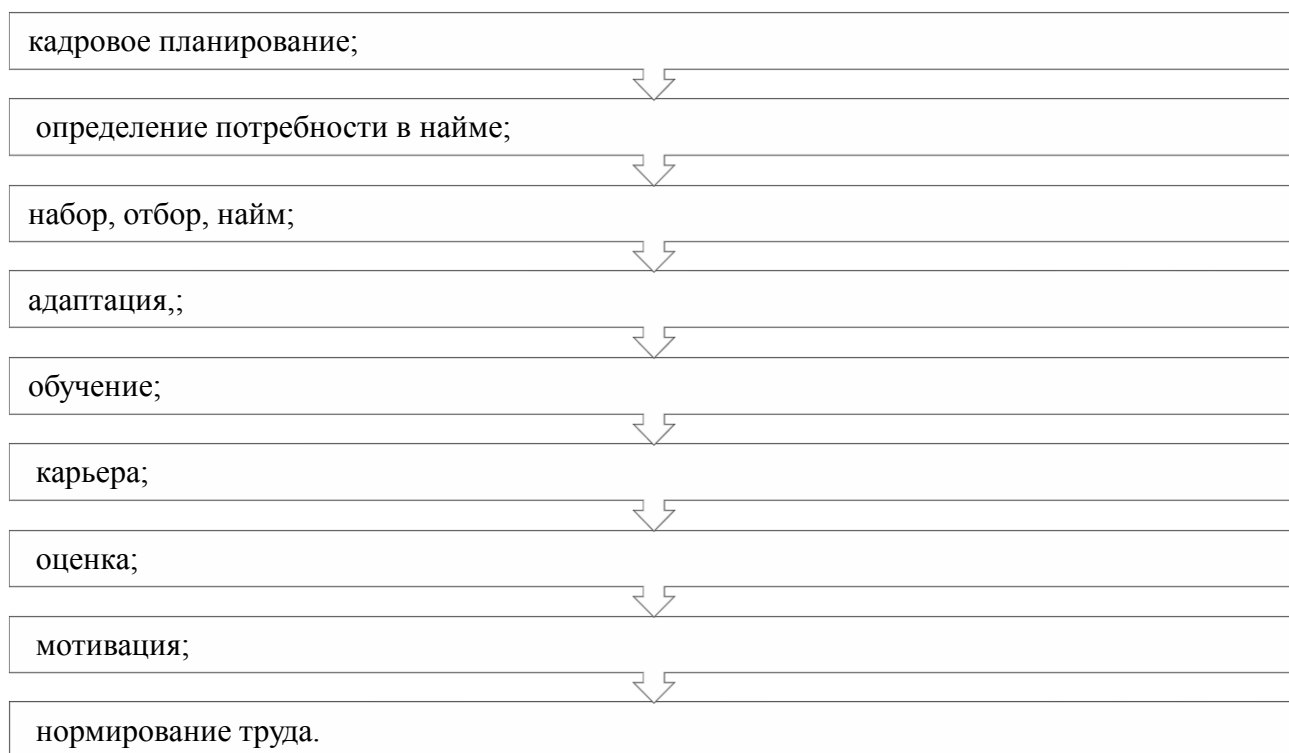 кадровое планирование;
определение потребности в найме;
набор, отбор, найм;
адаптация,;
обучение;
карьера;
оценка;
мотивация;
нормирование труда.